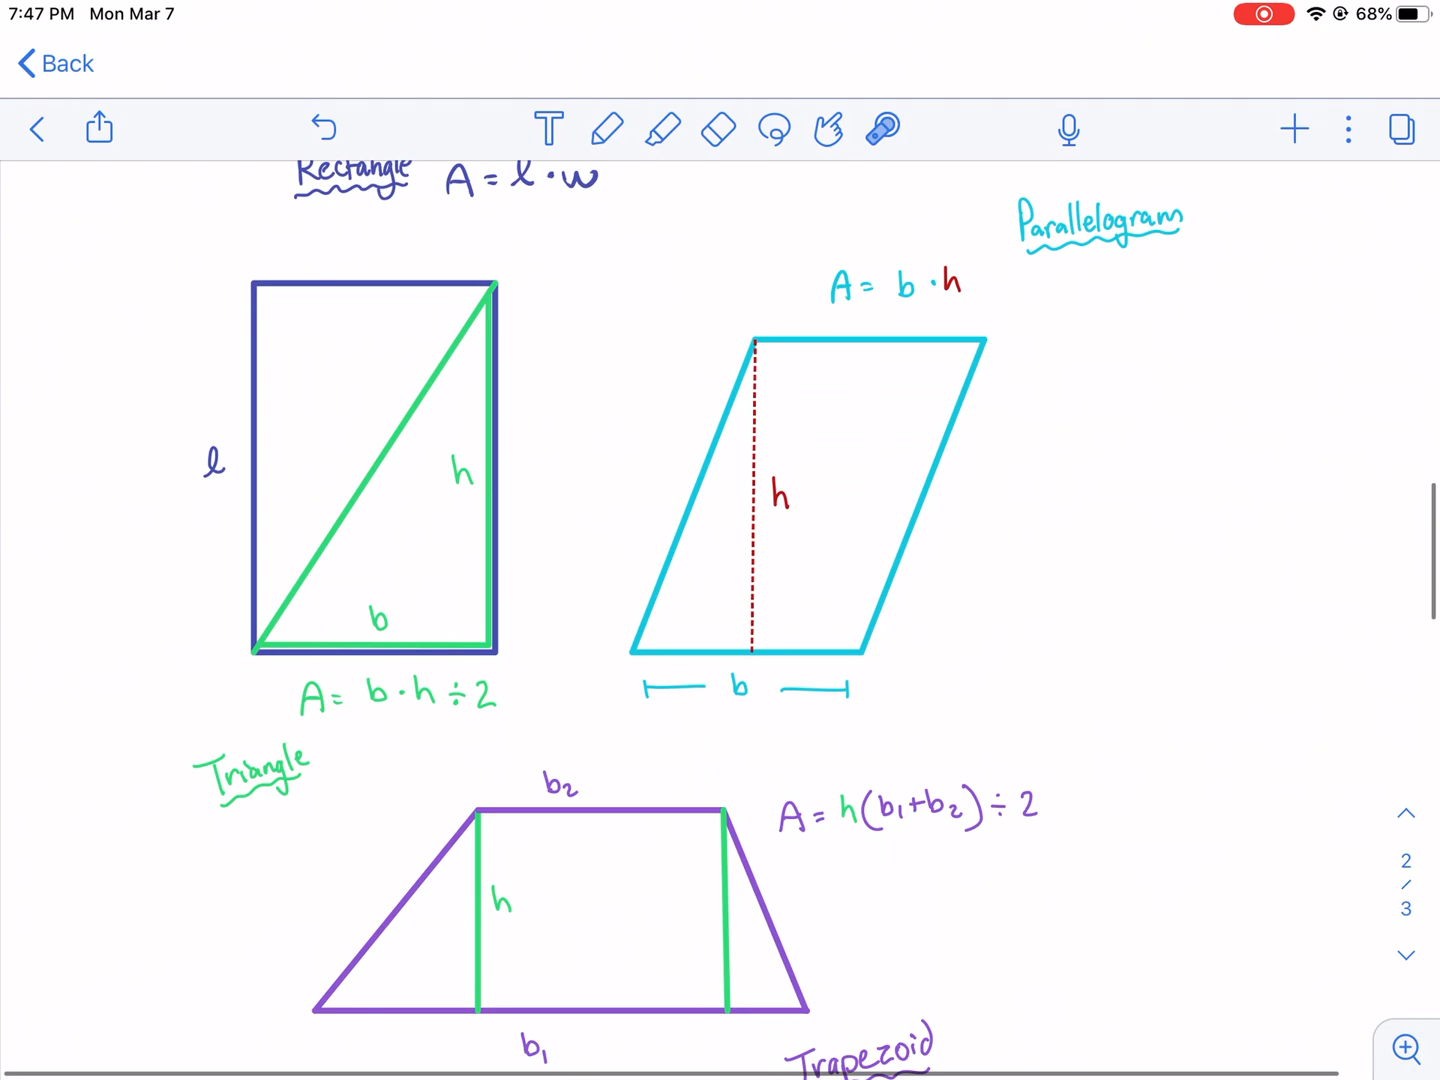 7:47 PM Mon Mar 7
68%
Back
T
Rectangle A = l · w
Parallelogram
A = b · h
l
h
h
b
b
A = b · h ÷ 2
Triangle
b₂
A = h(b₁+b₂) ÷ 2
h
2
/
3
b₁
Trapezoid